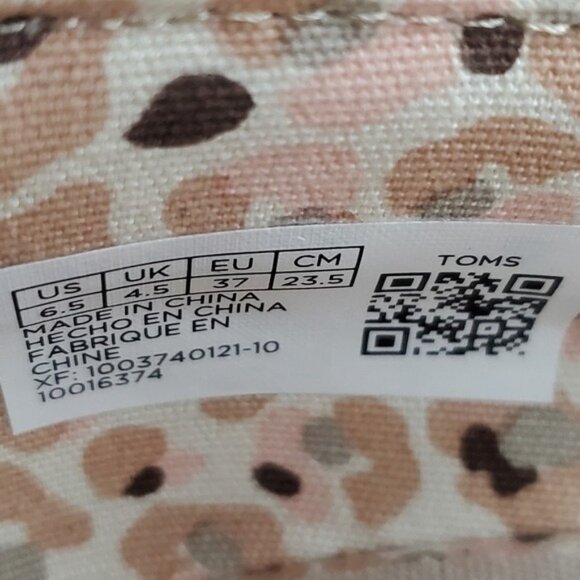 US UK EU CM
6.5 4.5 37 23.5
MADE IN CHINA
HECHO EN CHINA
FABRIQUE EN
CHINE
XF: 1003740121-10
10016374
TOMS